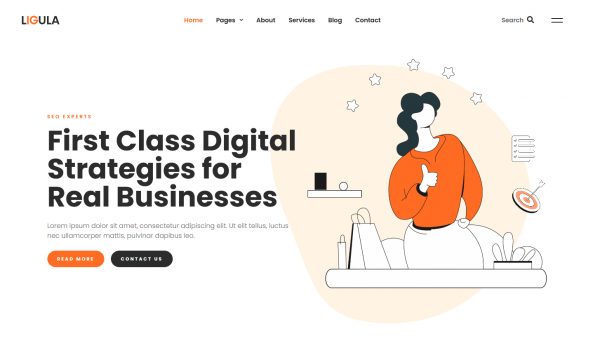 LIGULA
Home Pages About Services Blog Contact Search
SEO EXPERTS
First Class Digital
Strategies for
Real Businesses
Lorem ipsum dolor sit amet, consectetur adipiscing elit. Ut elit tellus, luctus
nec ullamcorper mattis, pulvinar dapibus leo.
READ MORE CONTACT US